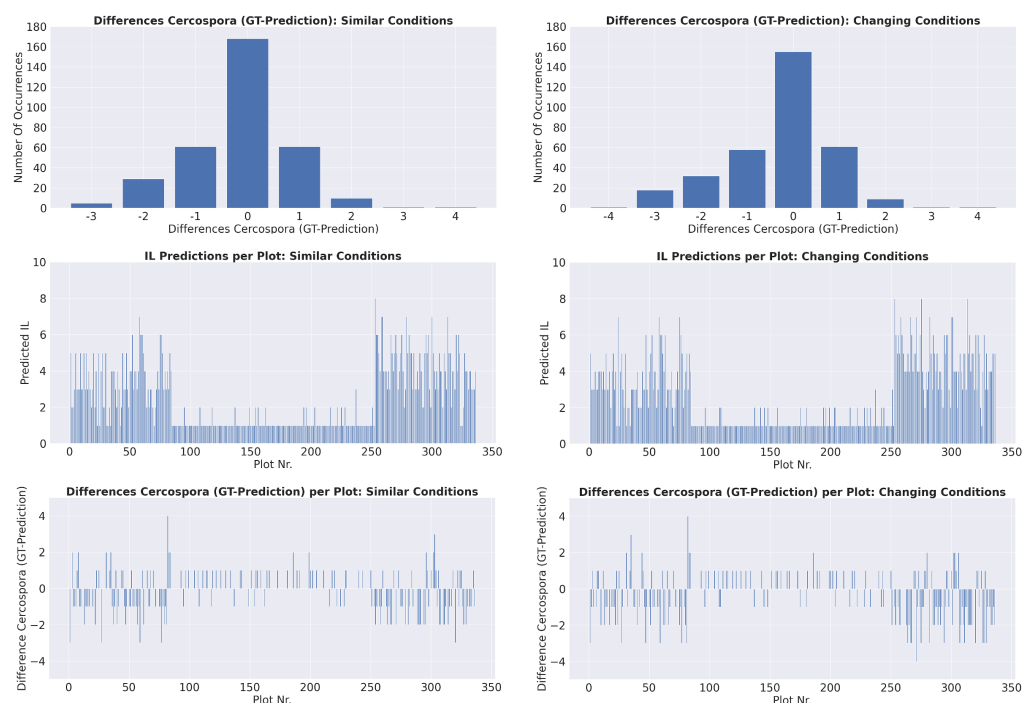 Differences Cercospora (GT-Prediction): Similar Conditions
180
160
140
120
100
80
60
40
20
0
Number Of Occurrences
-3 -2 -1 0 1 2 3 4
Differences Cercospora (GT-Prediction)
Differences Cercospora (GT-Prediction): Changing Conditions
180
160
140
120
100
80
60
40
20
0
Number Of Occurrences
-4 -3 -2 -1 0 1 2 3 4
Differences Cercospora (GT-Prediction)
IL Predictions per Plot: Similar Conditions
10
8
6
4
2
0
Predicted IL
0 50 100 150 200 250 300 350
Plot Nr.
IL Predictions per Plot: Changing Conditions
10
8
6
4
2
0
Predicted IL
0 50 100 150 200 250 300 350
Plot Nr.
Differences Cercospora (GT-Prediction) per Plot: Similar Conditions
4
2
0
−2
−4
Difference Cercospora (GT-Prediction)
0 50 100 150 200 250 300 350
Plot Nr.
Differences Cercospora (GT-Prediction) per Plot: Changing Conditions
4
2
0
−2
−4
Difference Cercospora (GT-Prediction)
0 50 100 150 200 250 300 350
Plot Nr.